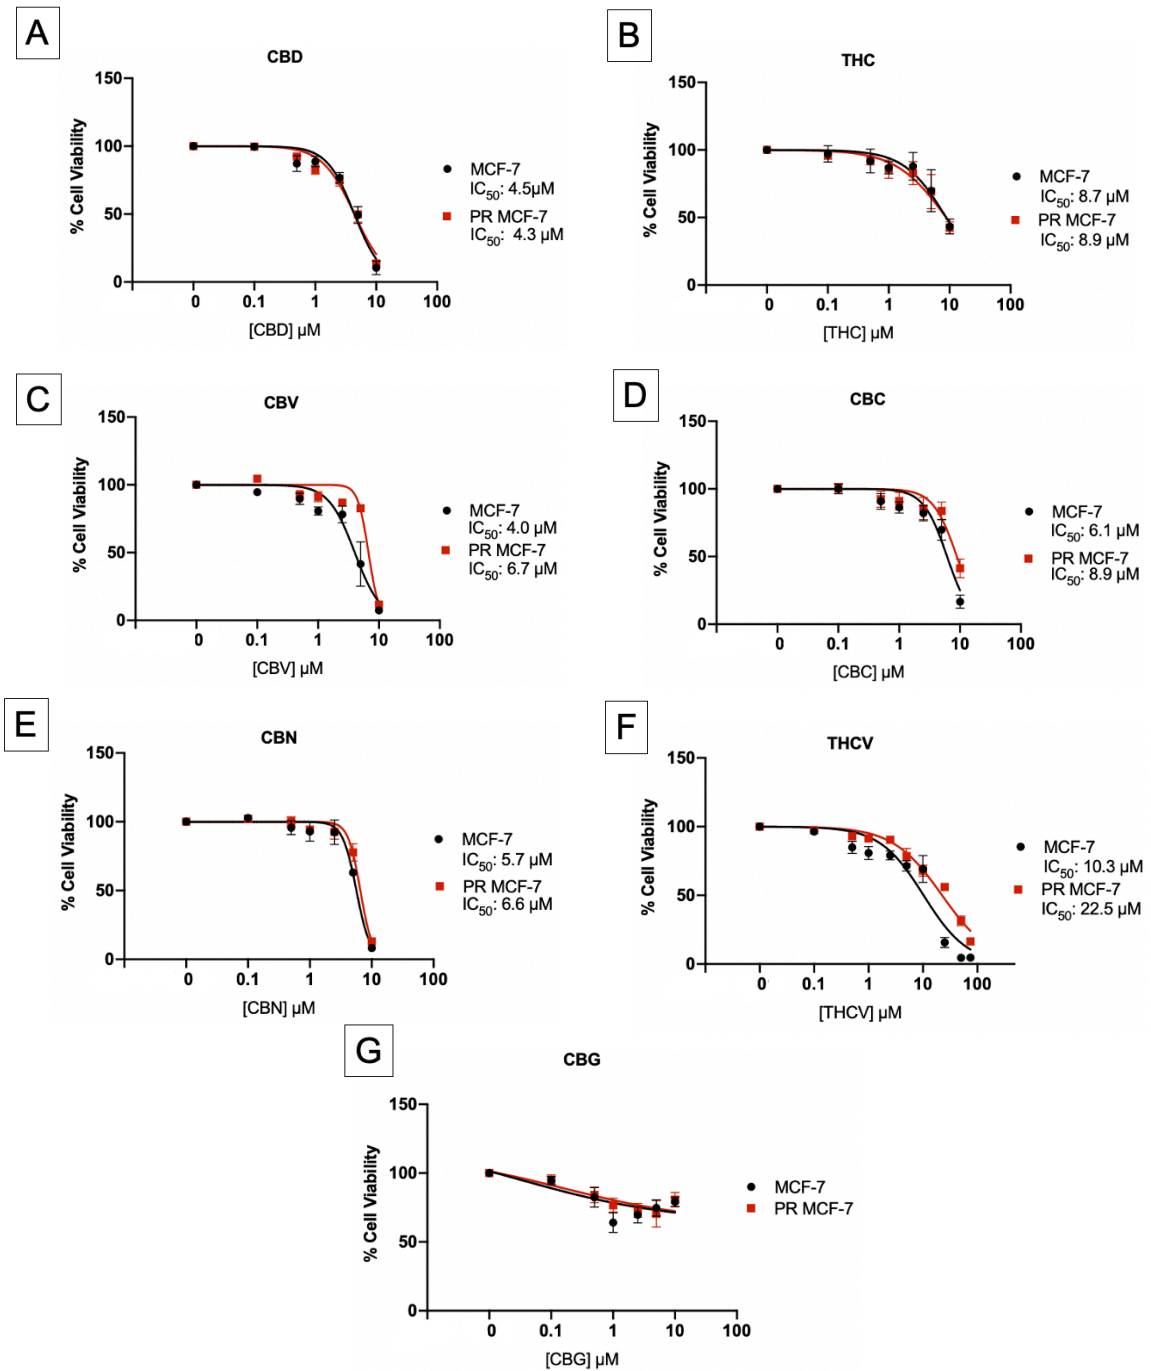 A
CBD
150
100
50
0
% Cell Viability
0 0.1 1 10 100
[CBD] µM
MCF-7
IC50: 4.5µM
PR MCF-7
IC50: 4.3 µM
B
THC
150
100
50
0
% Cell Viability
0 0.1 1 10 100
[THC] µM
MCF-7
IC50: 8.7 µM
PR MCF-7
IC50: 8.9 µM
C
CBV
150
100
50
0
% Cell Viability
0 0.1 1 10 100
[CBV] µM
MCF-7
IC50: 4.0 µM
PR MCF-7
IC50: 6.7 µM
D
CBC
150
100
50
0
% Cell Viability
0 0.1 1 10 100
[CBC] µM
MCF-7
IC50: 6.1 µM
PR MCF-7
IC50: 8.9 µM
E
CBN
150
100
50
0
% Cell Viability
0 0.1 1 10 100
[CBN] µM
MCF-7
IC50: 5.7 µM
PR MCF-7
IC50: 6.6 µM
F
THCV
150
100
50
0
% Cell Viability
0 0.1 1 10 100
[THCV] µM
MCF-7
IC50: 10.3 µM
PR MCF-7
IC50: 22.5 µM
G
CBG
150
100
50
0
% Cell Viability
0 0.1 1 10 100
[CBG] µM
MCF-7
PR MCF-7